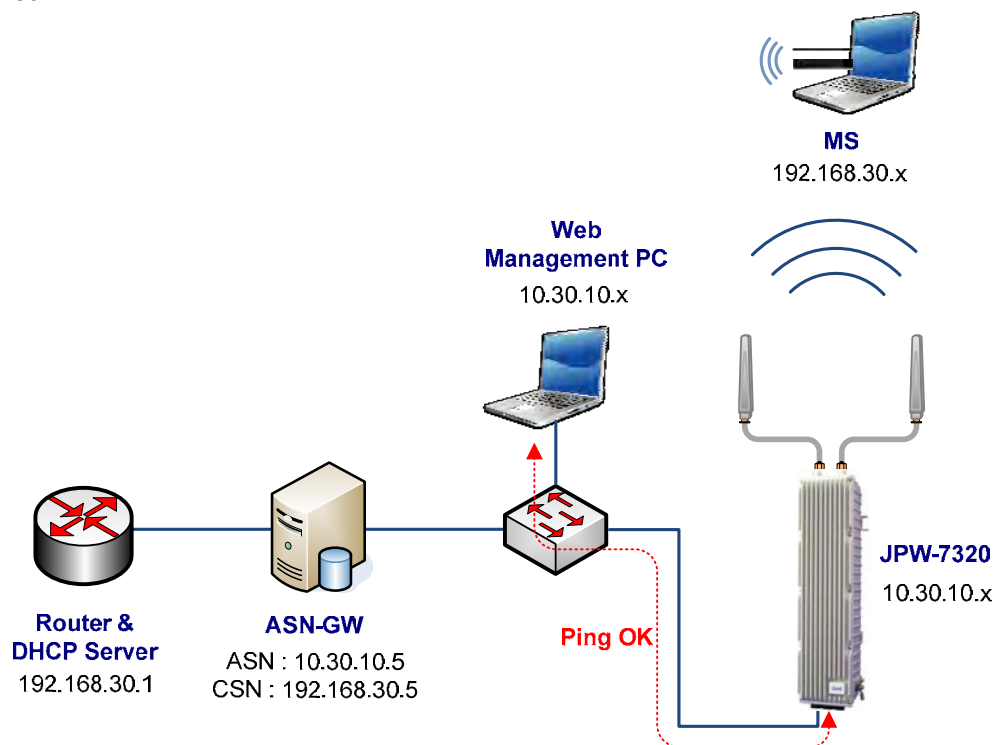 MS
192.168.30.x
Web
Management PC
10.30.10.x
JPW-7320
10.30.10.x
Router &
DHCP Server
192.168.30.1
ASN-GW
ASN : 10.30.10.5
CSN : 192.168.30.5
Ping OK